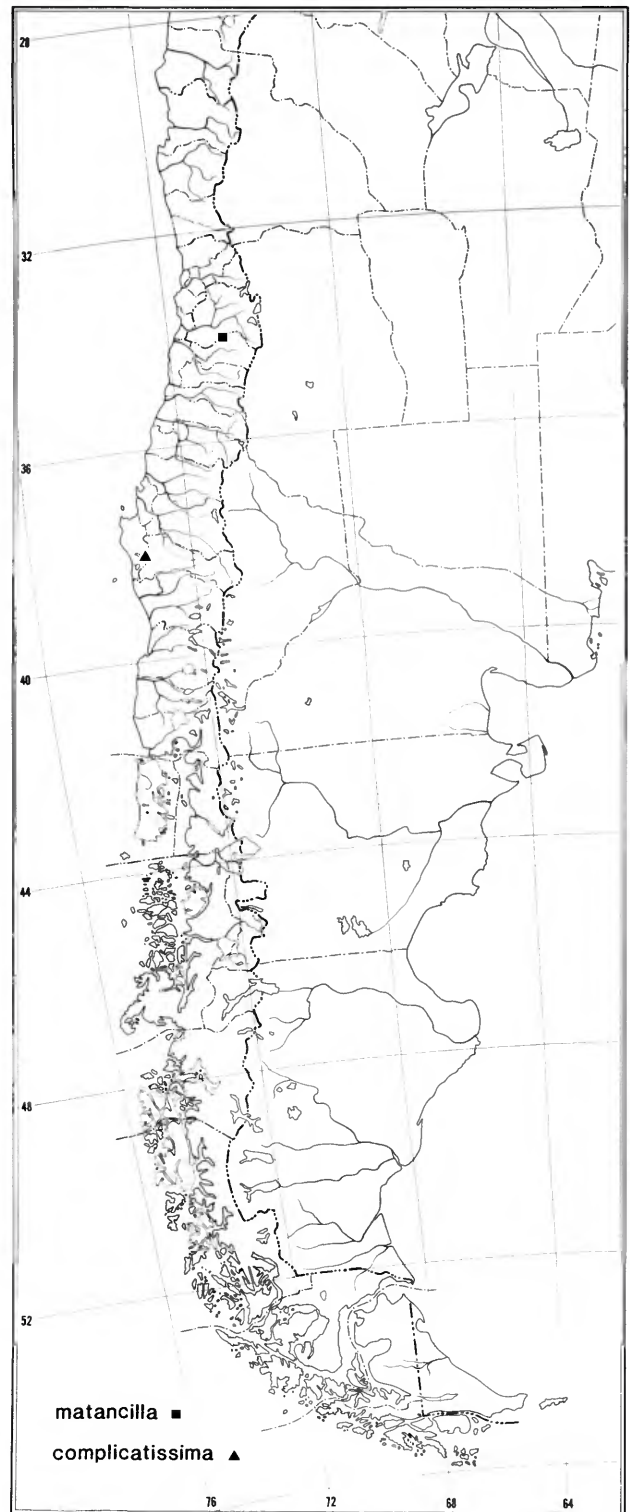 28
32
36
40
44
48
52
matancilla ■
complicatissima ▲
76 72 68 64